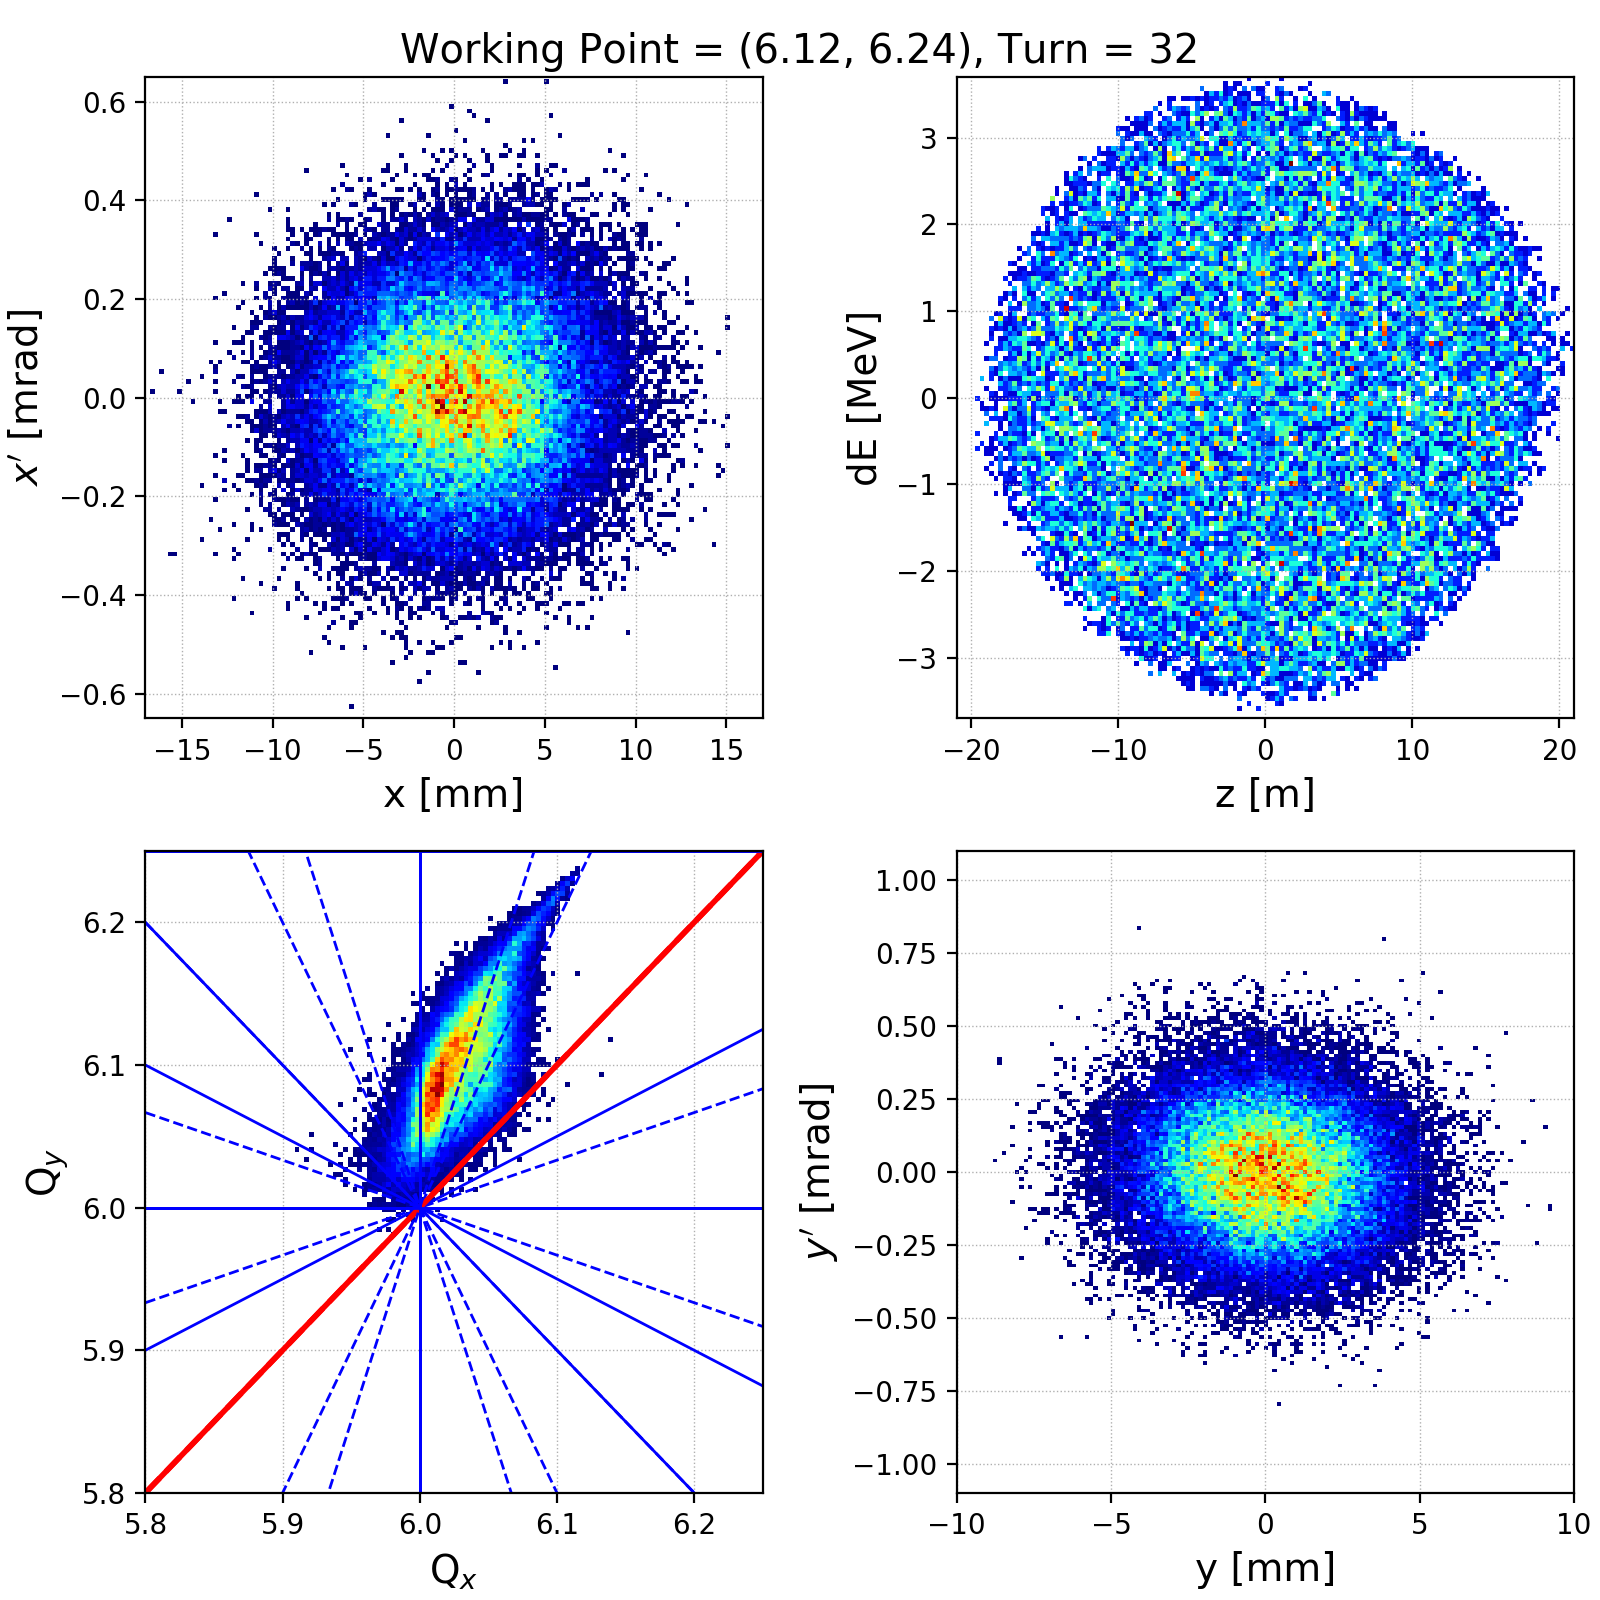 Working Point = (6.12, 6.24), Turn = 32
0.6
0.4
0.2
0.0
−0.2
−0.4
−0.6
x′ [mrad]
−15 −10 −5 0 5 10 15
x [mm]
3
2
1
0
−1
−2
−3
dE [MeV]
−20 −10 0 10 20
z [m]
6.2
6.1
6.0
5.9
5.8
Qy
5.8 5.9 6.0 6.1 6.2
Qx
1.00
0.75
0.50
0.25
0.00
−0.25
−0.50
−0.75
−1.00
y′ [mrad]
−10 −5 0 5 10
y [mm]